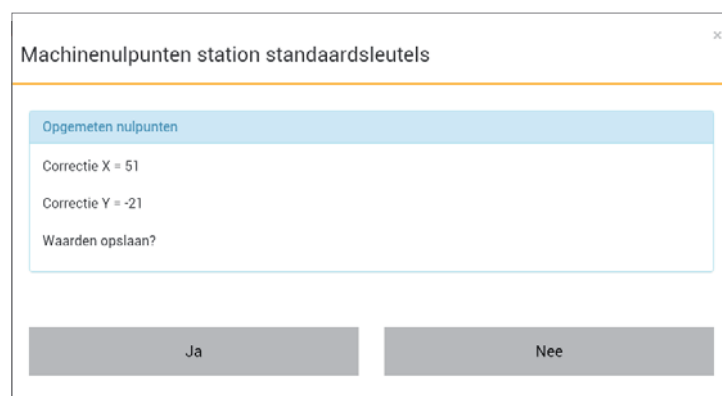 ×
Machinenulpunten station standaardsleutels
Opgemeten nulpunten
Correctie X = 51
Correctie Y = -21
Waarden opslaan?
Ja
Nee